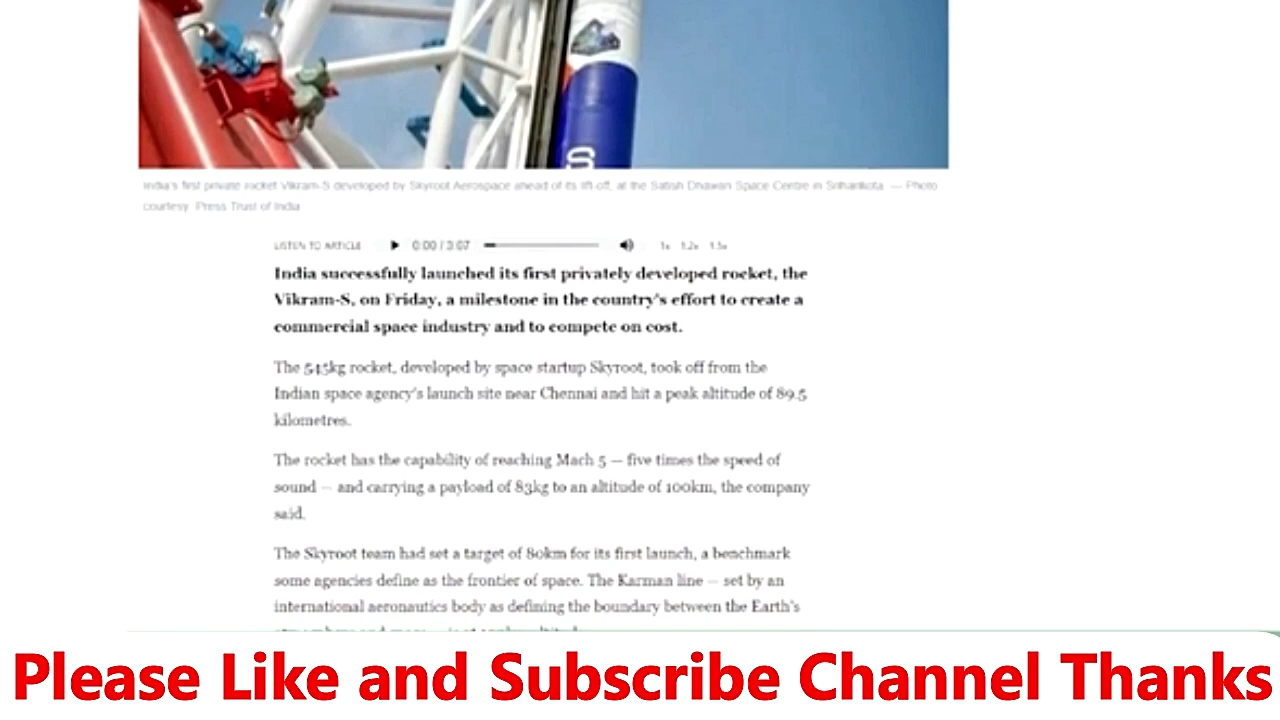 India's first private rocket Vikram-S developed by Skyroot Aerospace ahead of its lift-off, at the Satish Dhawan Space Centre in Sriharikota. — Photo
courtesy: Press Trust of India
LISTEN TO ARTICLE 0:00 / 3:07 1x 1.2x 1.5x
India successfully launched its first privately developed rocket, the
Vikram-S, on Friday, a milestone in the country's effort to create a
commercial space industry and to compete on cost.
The 545kg rocket, developed by space startup Skyroot, took off from the
Indian space agency's launch site near Chennai and hit a peak altitude of 89.5
kilometres.
The rocket has the capability of reaching Mach 5 — five times the speed of
sound — and carrying a payload of 83kg to an altitude of 100km, the company
said.
The Skyroot team had set a target of 80km for its first launch, a benchmark
some agencies define as the frontier of space. The Karman line — set by an
international aeronautics body as defining the boundary between the Earth's
Please Like and Subscribe Channel Thanks